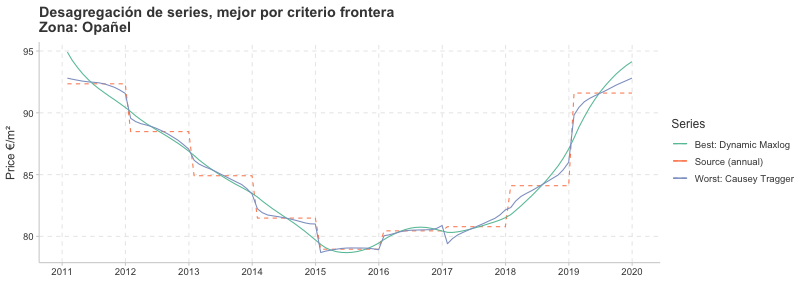 Desagregación de series, mejor por criterio frontera
Zona: Opañel
Price €/m²
95
90
85
80
2011 2012 2013 2014 2015 2016 2017 2018 2019 2020
Series
Best: Dynamic Maxlog
Source (annual)
Worst: Causey Tragger